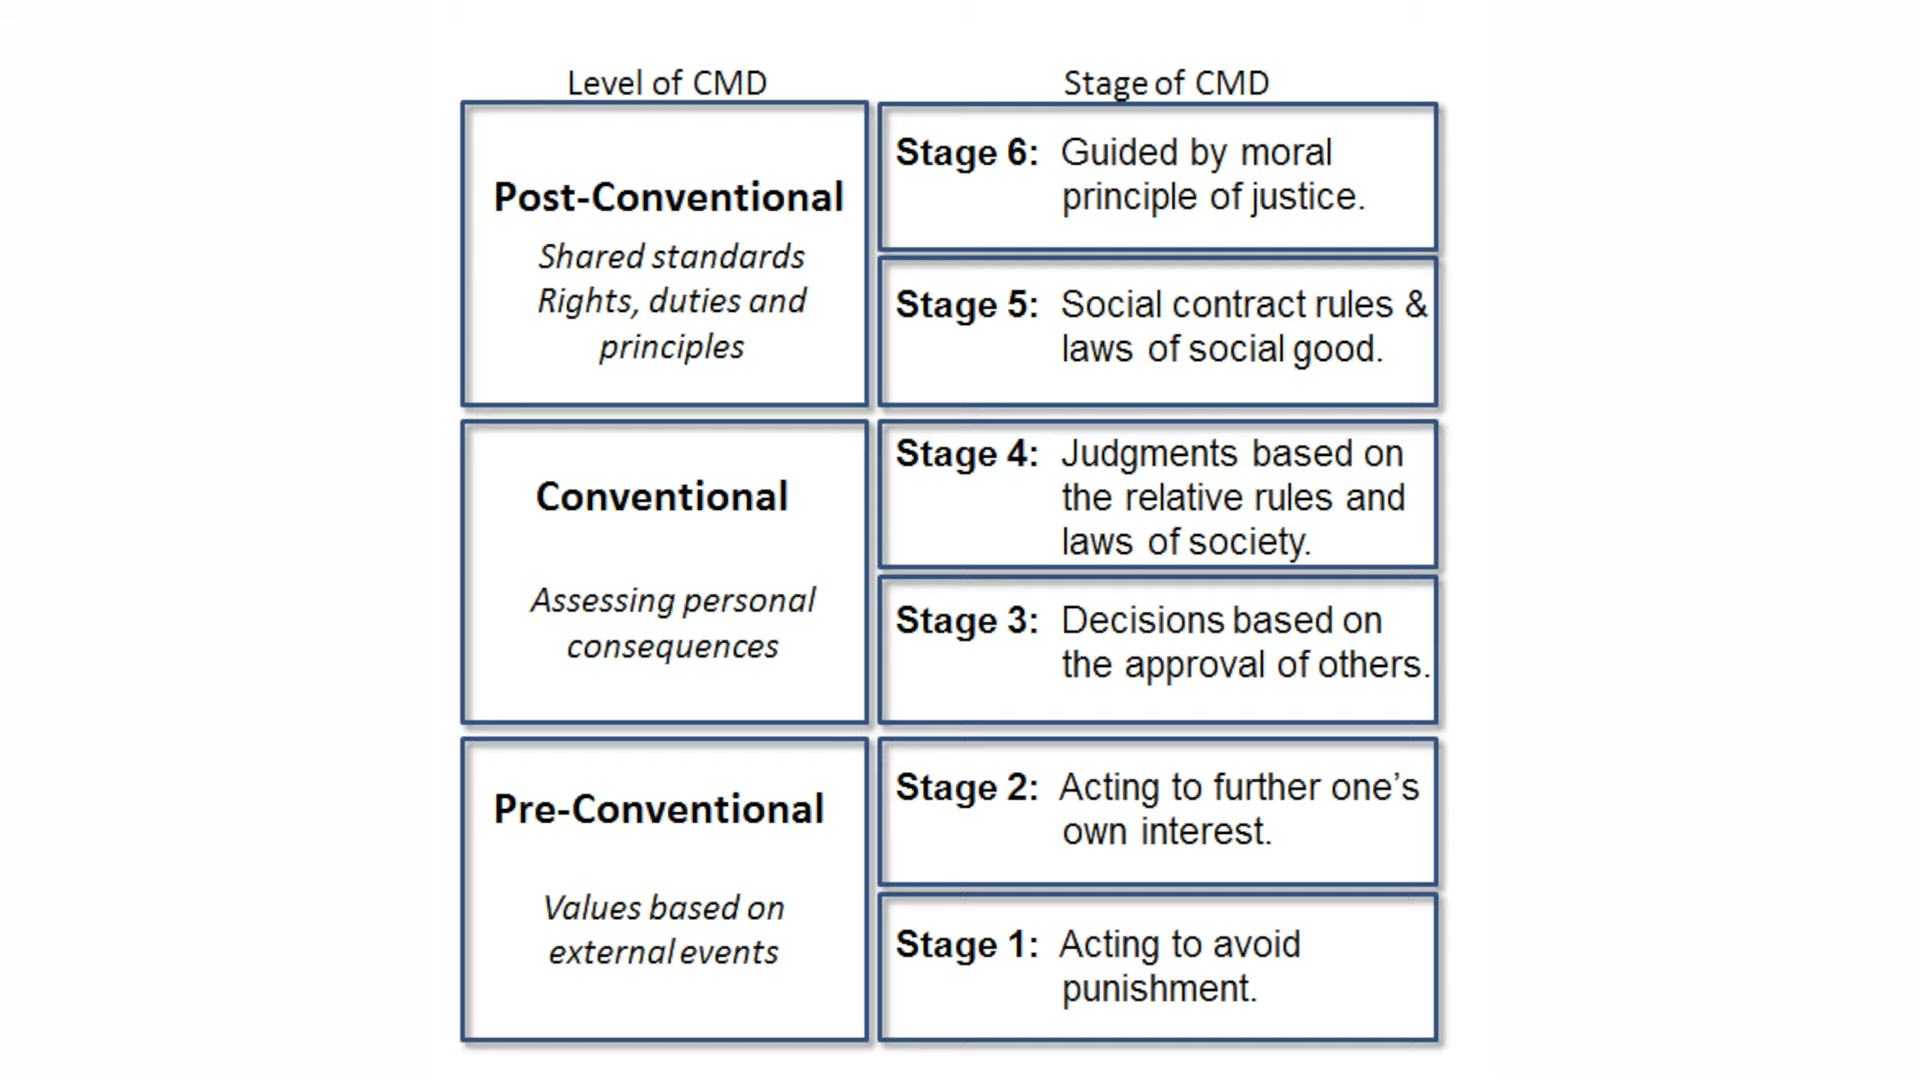 Level of CMD
Stage of CMD
Post-Conventional
Shared standards
Rights, duties and
principles
Stage 6: Guided by moral
principle of justice.
Stage 5: Social contract rules &
laws of social good.
Conventional
Assessing personal
consequences
Stage 4: Judgments based on
the relative rules and
laws of society.
Stage 3: Decisions based on
the approval of others.
Pre-Conventional
Values based on
external events
Stage 2: Acting to further one’s
own interest.
Stage 1: Acting to avoid
punishment.